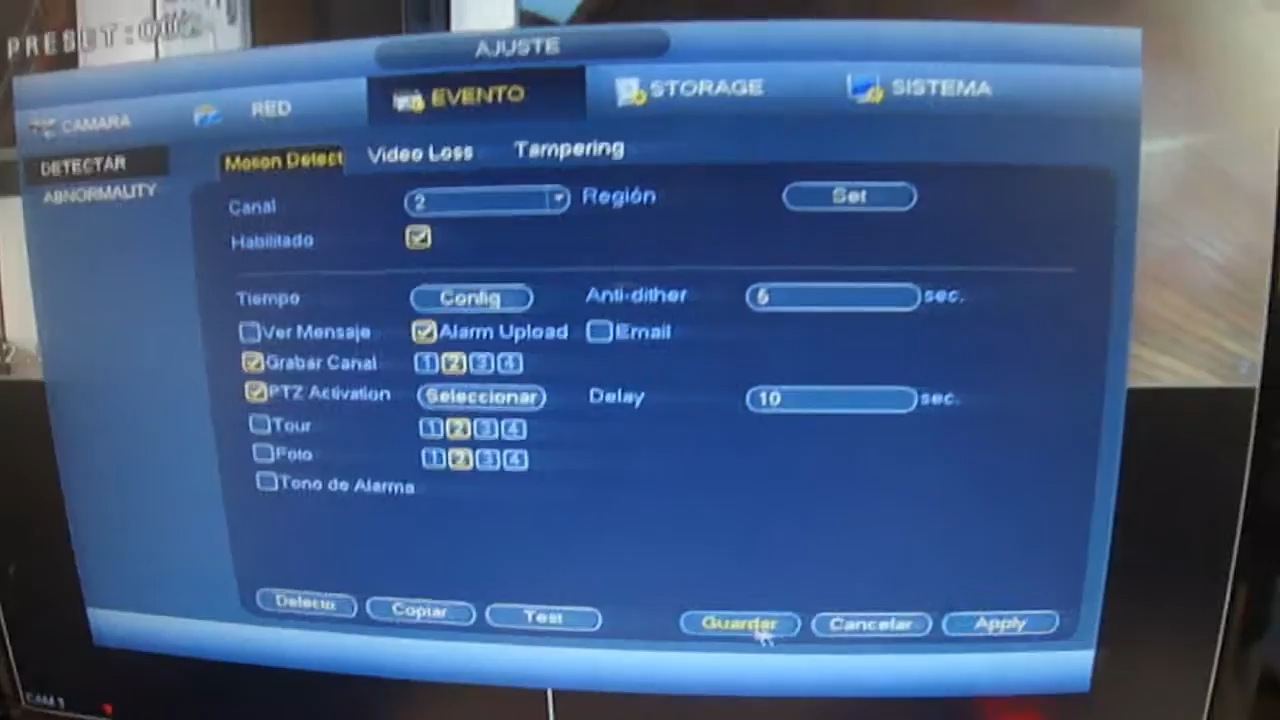 PRESET:002
AJUSTE
CAMARA RED EVENTO STORAGE SISTEMA
DETECTAR
ABNORMALITY
Motion Detect Video Loss Tampering
Canal 2 Región Set
Habilitado
Tiempo Config Anti-dither 5 sec.
Ver Mensaje Alarm Upload Email
Grabar Canal 1 2 3 4
PTZ Activation Seleccionar Delay 10 sec.
Tour 1 2 3 4
Foto 1 2 3 4
Tono de Alarma
Defecto Copiar Test Guardar Cancelar Apply